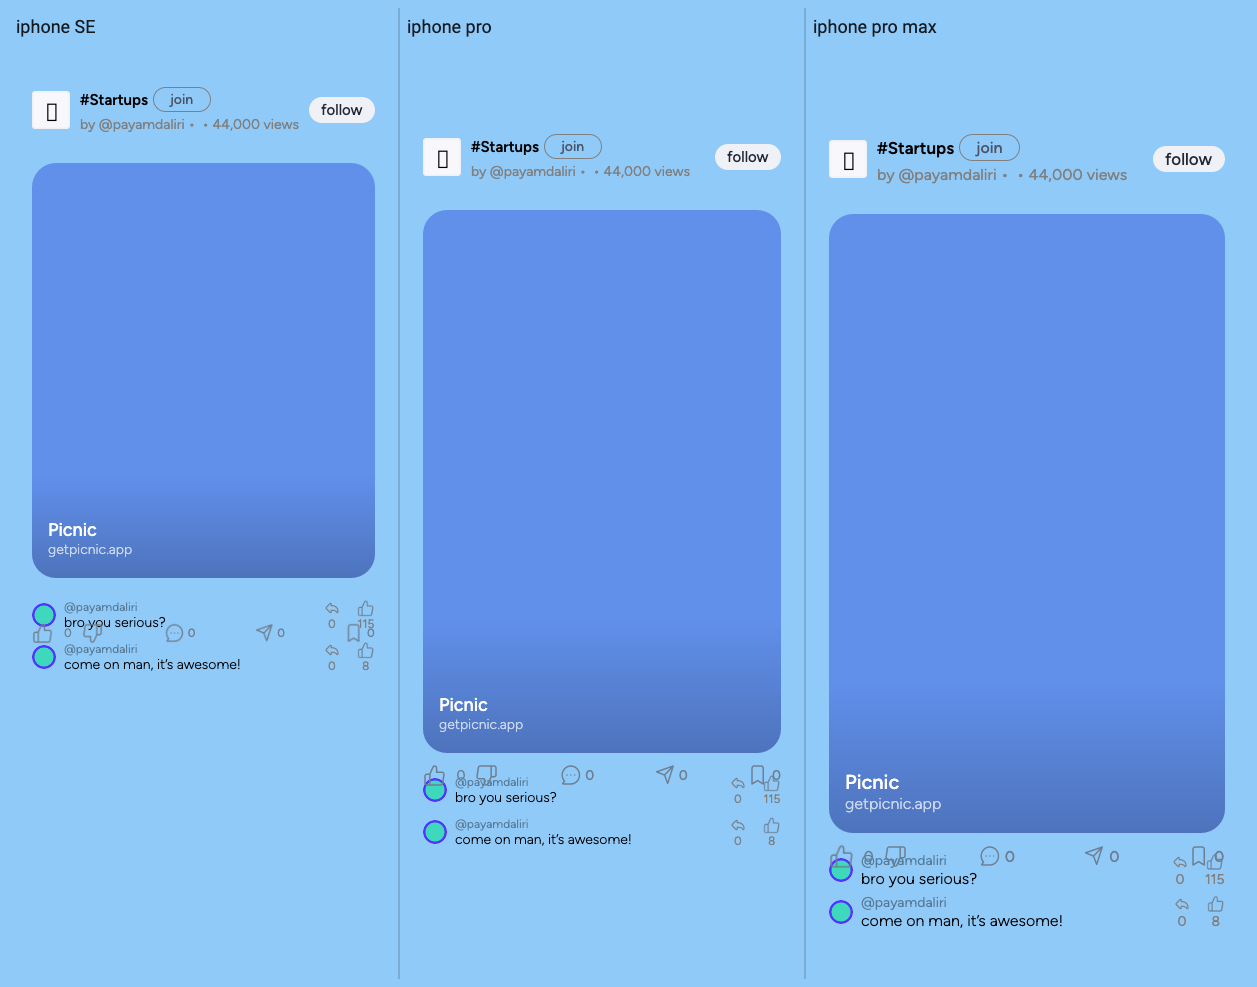 iphone SE
#Startups join
by @payamdaliri • • 44,000 views
follow
Picnic
getpicnic.app
@payamdaliri
bro you serious?
0 115
0 0 0 0
@payamdaliri
come on man, it's awesome!
0 8
iphone pro
#Startups join
by @payamdaliri • • 44,000 views
follow
Picnic
getpicnic.app
0 0 0 0
@payamdaliri
bro you serious?
0 115
@payamdaliri
come on man, it's awesome!
0 8
iphone pro max
#Startups join
by @payamdaliri • • 44,000 views
follow
Picnic
getpicnic.app
0 0 0 0
@payamdaliri
bro you serious?
0 115
@payamdaliri
come on man, it's awesome!
0 8